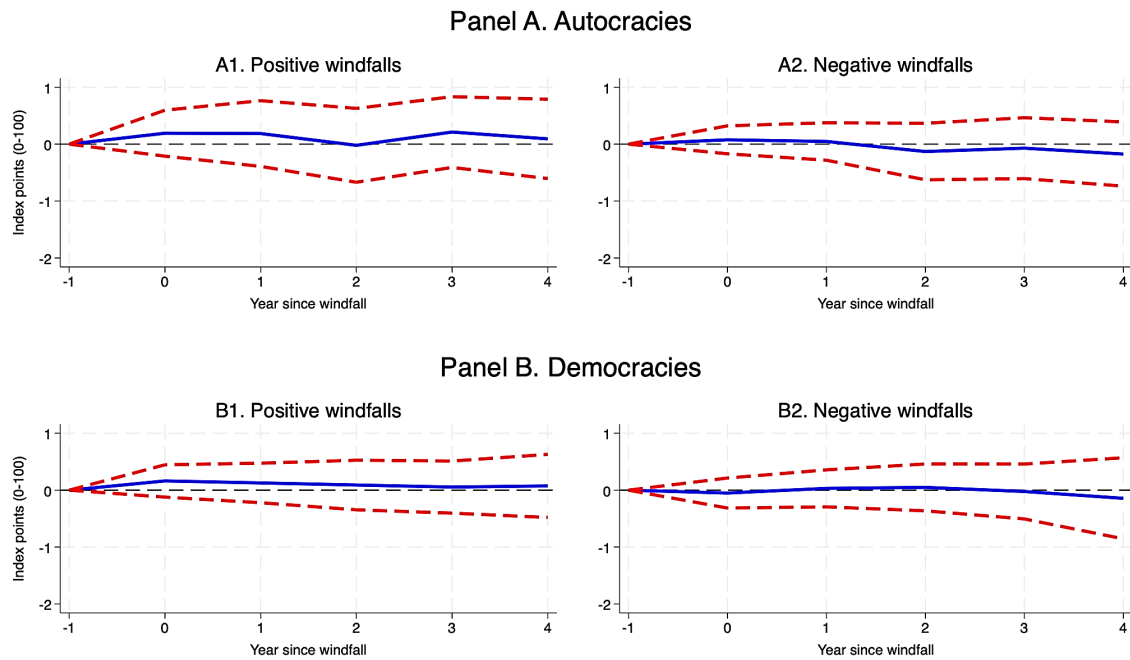 Panel A. Autocracies
A1. Positive windfalls
A2. Negative windfalls
Index points (0-100)
1
0
-1
-2
-1 0 1 2 3 4
Year since windfall
1
0
-1
-2
-1 0 1 2 3 4
Year since windfall
Panel B. Democracies
B1. Positive windfalls
B2. Negative windfalls
Index points (0-100)
1
0
-1
-2
-1 0 1 2 3 4
Year since windfall
1
0
-1
-2
-1 0 1 2 3 4
Year since windfall